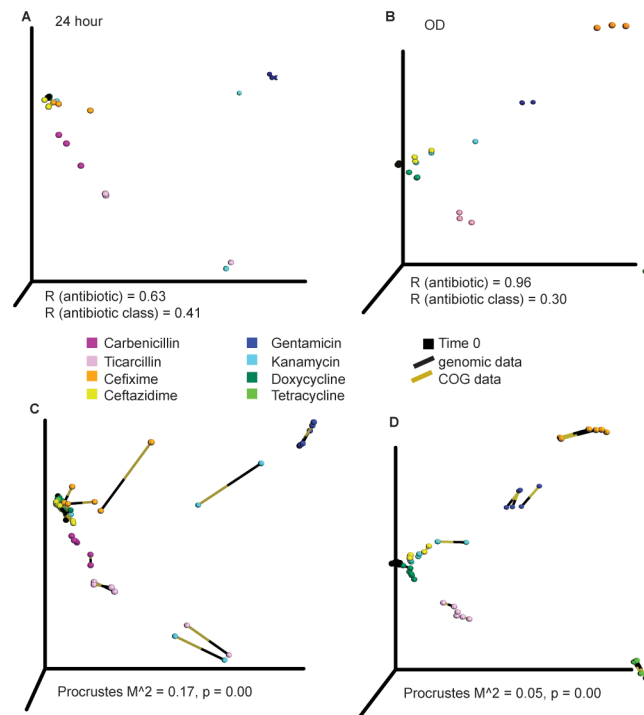 A
24 hour
B
OD
R (antibiotic) = 0.63
R (antibiotic class) = 0.41
R (antibiotic) = 0.96
R (antibiotic class) = 0.30
Carbenicillin
Ticarcillin
Cefixime
Ceftazidime
Gentamicin
Kanamycin
Doxycycline
Tetracycline
Time 0
genomic data
COG data
C
D
Procrustes M^2 = 0.17, p = 0.00
Procrustes M^2 = 0.05, p = 0.00